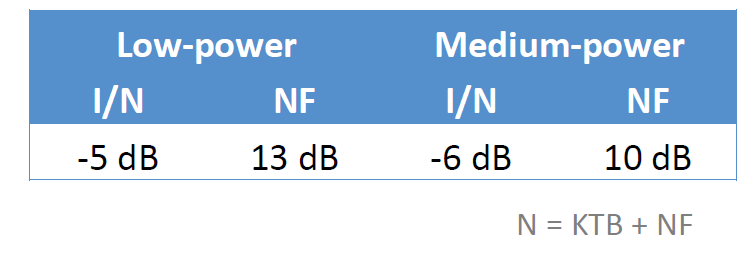 Low-power Medium-power
I/N NF I/N NF
-5 dB 13 dB -6 dB 10 dB
N = KTB + NF